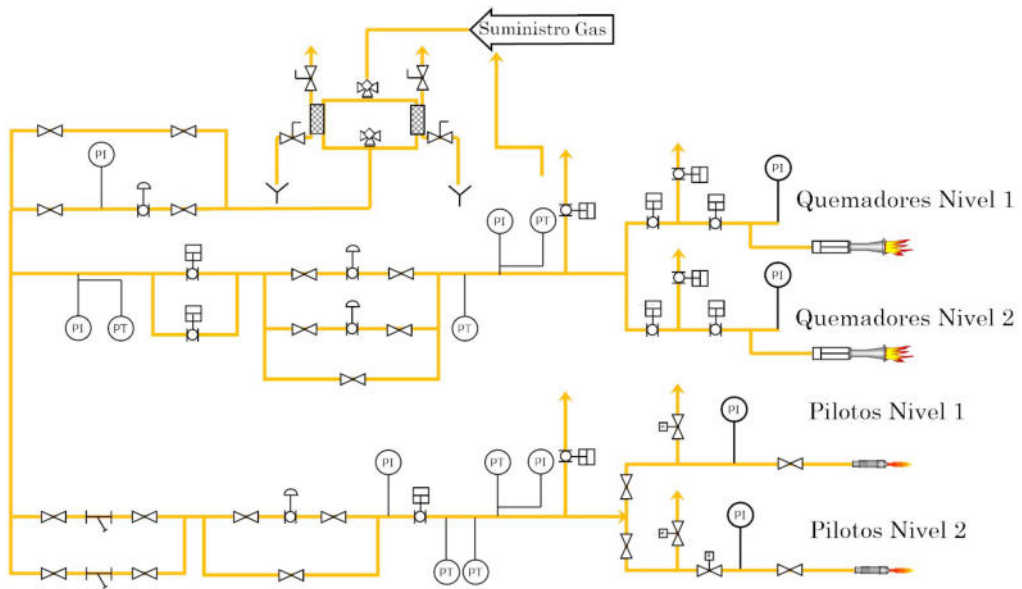 Suministro Gas
PI
PI
PT
PI
Quemadores Nivel 1
PI
Quemadores Nivel 2
PI
PT
PT
PI
Pilotos Nivel 1
PI
PT
PI
PI
Pilotos Nivel 2
PT
PT